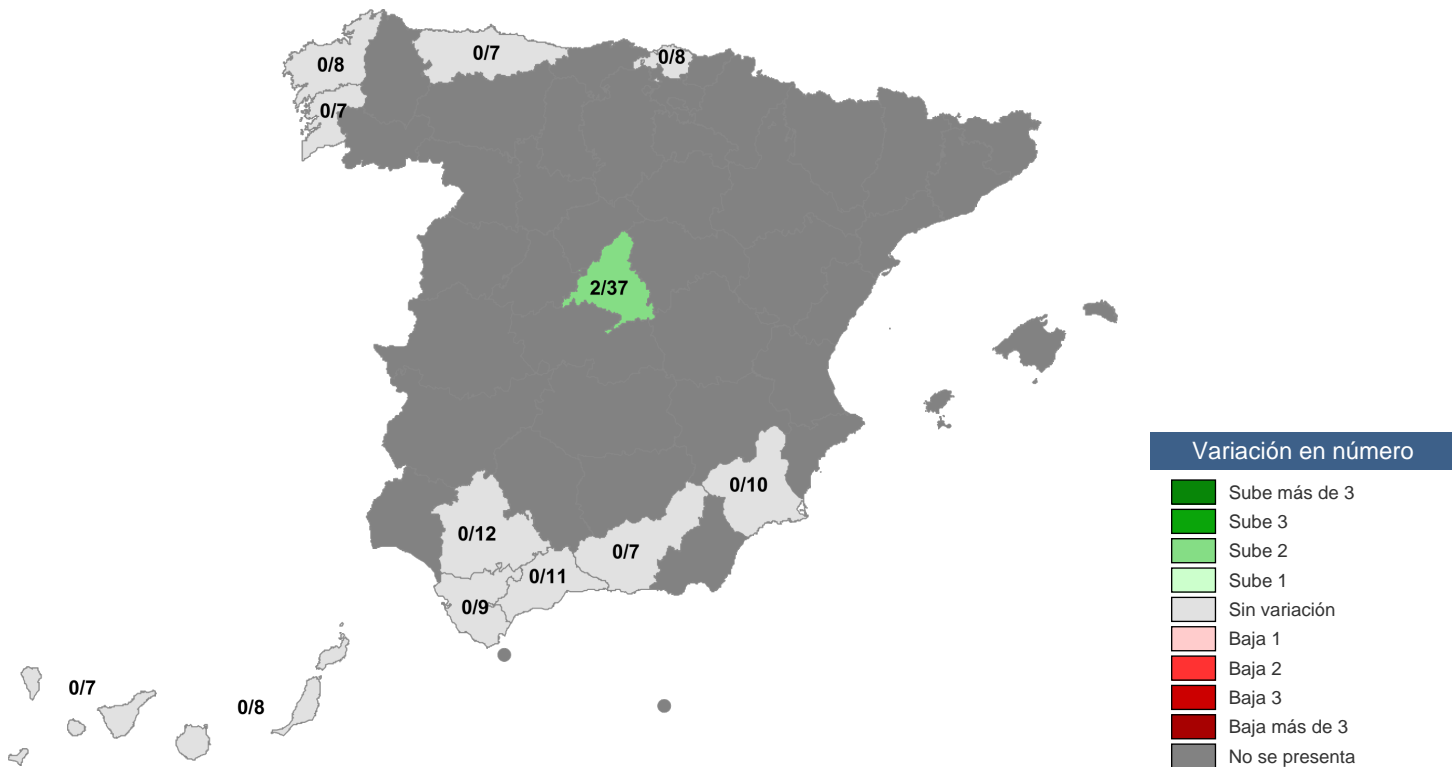 0/8
0/7
0/8
0/7
2/37
0/10
0/12
0/7
0/11
0/9
0/7
0/8
Variación en número
Sube más de 3
Sube 3
Sube 2
Sube 1
Sin variación
Baja 1
Baja 2
Baja 3
Baja más de 3
No se presenta